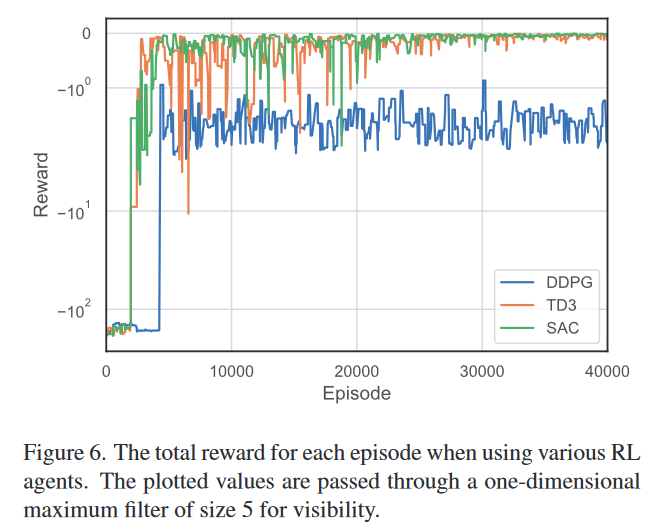 0
−10⁰
−10¹
−10²
Reward
DDPG
TD3
SAC
0 10000 20000 30000 40000
Episode
Figure 6. The total reward for each episode when using various RL
agents. The plotted values are passed through a one-dimensional
maximum filter of size 5 for visibility.